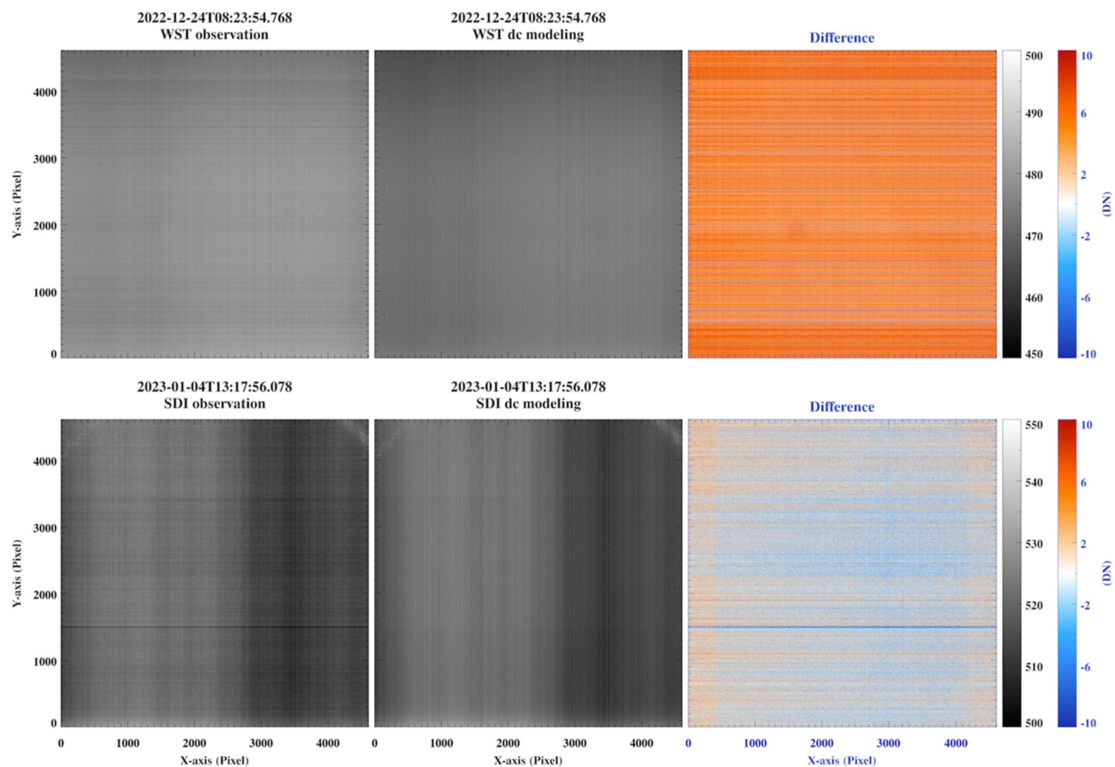 2022-12-24T08:23:54.768
WST observation
2022-12-24T08:23:54.768
WST dc modeling
Difference
Y-axis (Pixel)
4000
3000
2000
1000
0
500
490
480
470
460
450
10
6
2
-2
-6
-10
(DN)
2023-01-04T13:17:56.078
SDI observation
2023-01-04T13:17:56.078
SDI dc modeling
Difference
Y-axis (Pixel)
4000
3000
2000
1000
0
550
540
530
520
510
500
10
6
2
-2
-6
-10
(DN)
0 1000 2000 3000 4000
0 1000 2000 3000 4000
0 1000 2000 3000 4000
X-axis (Pixel)
X-axis (Pixel)
X-axis (Pixel)